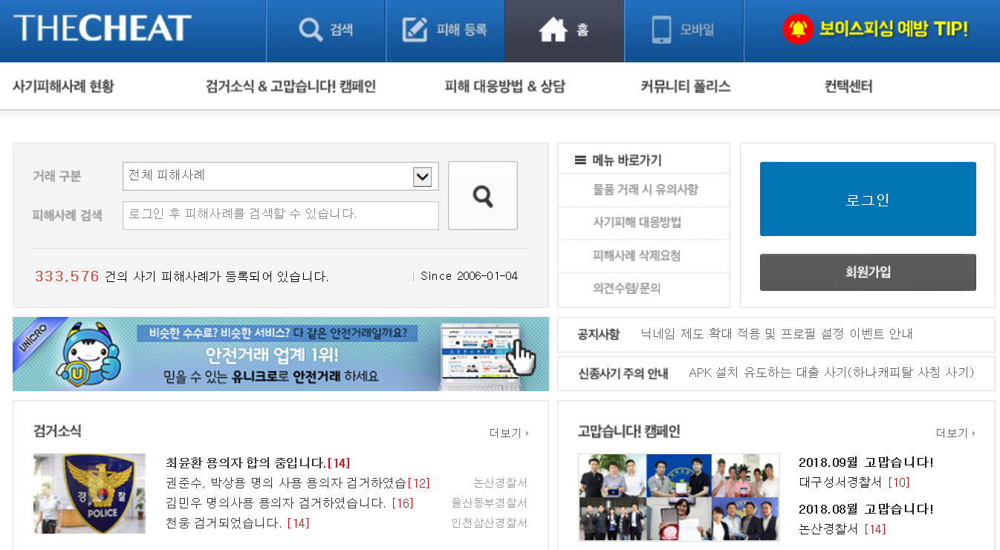 THECHEAT
검색
피해 등록
홈
모바일
보이스피싱 예방 TIP!
사기피해사례 현황
검거소식 & 고맙습니다! 캠페인
피해 대응방법 & 상담
커뮤니티 폴리스
컨택센터
거래 구분
전체 피해사례
피해사례 검색
로그인 후 피해사례를 검색할 수 있습니다.
333,576 건의 사기 피해사례가 등록되어 있습니다.
Since 2006-01-04
메뉴 바로가기
물품 거래 시 유의사항
사기피해 대응방법
피해사례 삭제요청
의견수렴/문의
로그인
회원가입
UNICRO
비슷한 수수료? 비슷한 서비스? 다 같은 안전거래일까요?
안전거래 업계 1위!
믿을 수 있는 유니크로로 안전거래 하세요
공지사항 닉네임 제도 확대 적용 및 프로필 설정 이벤트 안내
신종사기 주의 안내 APK 설치 유도하는 대출 사기(하나캐피탈 사칭 사기)
검거소식
더보기
경찰
POLICE
최윤환 용의자 합의 중입니다.[14]
권준수, 박상용 명의 사용 용의자 검거하였습[12] 논산경찰서
김민우 명의사용 용의자 검거하였습니다. [16] 울산동부경찰서
천웅 검거되었습니다. [14] 인천삼산경찰서
고맙습니다! 캠페인
더보기
2018.09월 고맙습니다!
대구성서경찰서 [10]
2018.08월 고맙습니다!
논산경찰서 [14]